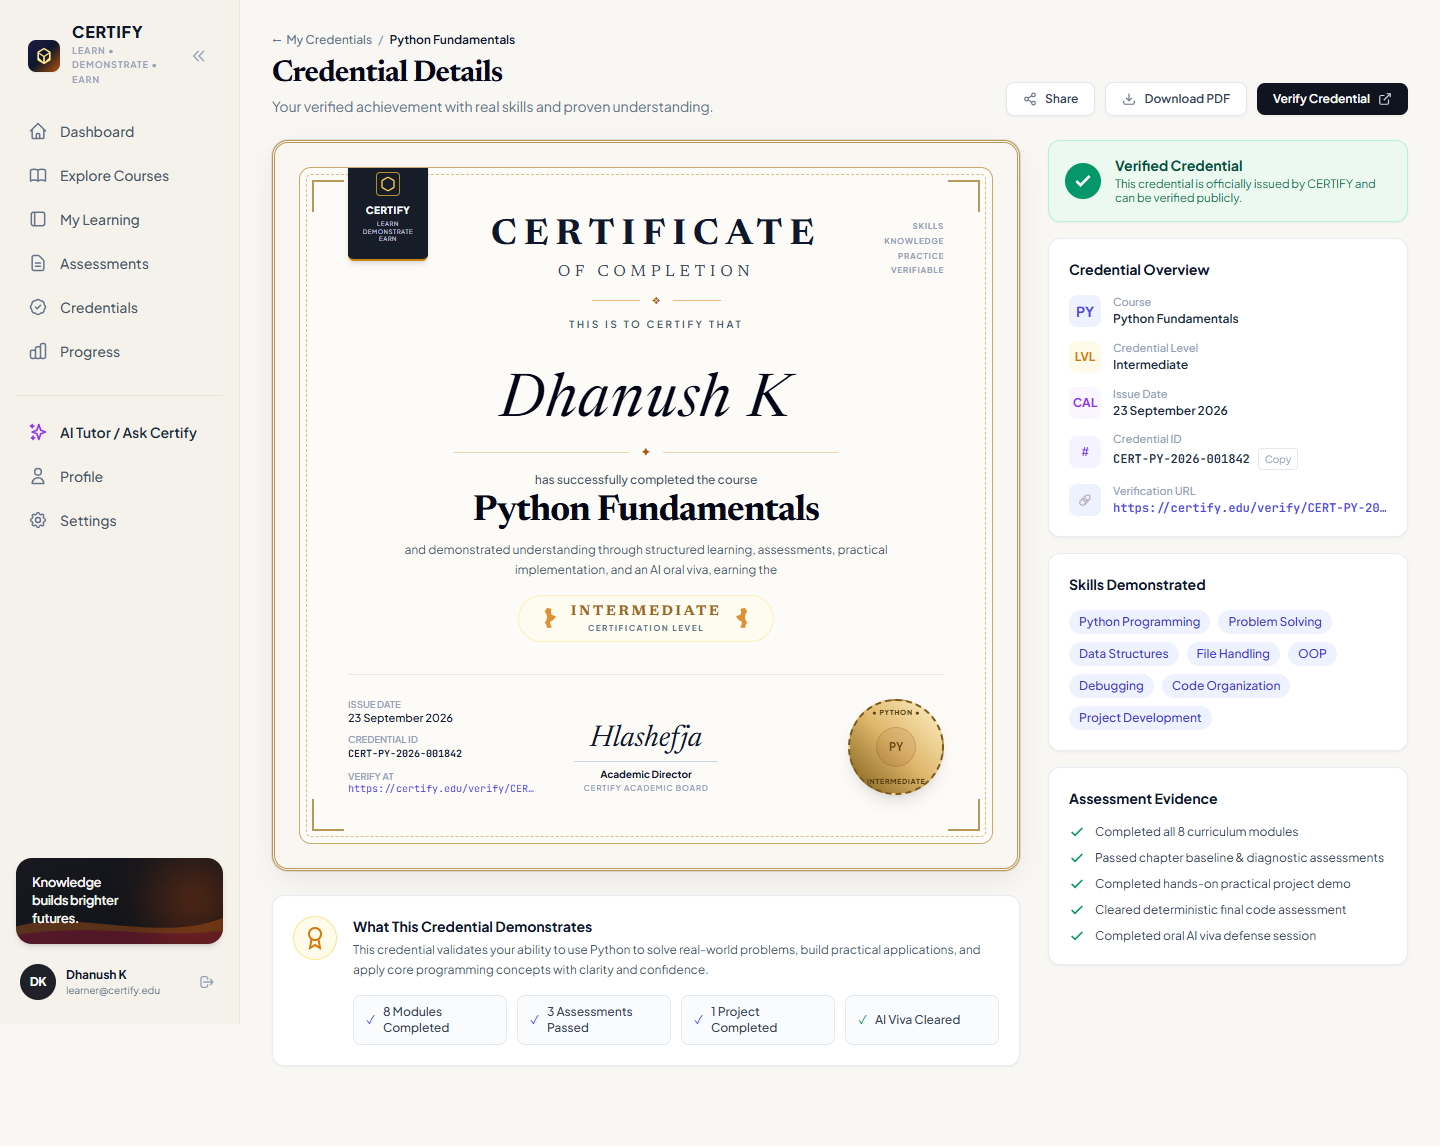 CERTIFY
LEARN •
DEMONSTRATE •
EARN
Dashboard
Explore Courses
My Learning
Assessments
Credentials
Progress
AI Tutor / Ask Certify
Profile
Settings
Knowledge
builds brighter
futures.
DK
Dhanush K
learner@certify.edu
← My Credentials / Python Fundamentals
Credential Details
Your verified achievement with real skills and proven understanding.
Share
Download PDF
Verify Credential
CERTIFY
LEARN
DEMONSTRATE
EARN
CERTIFICATE
OF COMPLETION
SKILLS
KNOWLEDGE
PRACTICE
VERIFIABLE
THIS IS TO CERTIFY THAT
Dhanush K
has successfully completed the course
Python Fundamentals
and demonstrated understanding through structured learning, assessments, practical
implementation, and an AI oral viva, earning the
INTERMEDIATE
CERTIFICATION LEVEL
ISSUE DATE
23 September 2026
CREDENTIAL ID
CERT-PY-2026-001842
VERIFY AT
https://certify.edu/verify/CER…
Hlashefja
Academic Director
CERTIFY ACADEMIC BOARD
• PYTHON •
PY
INTERMEDIATE
What This Credential Demonstrates
This credential validates your ability to use Python to solve real-world problems, build practical applications, and
apply core programming concepts with clarity and confidence.
✓ 8 Modules
Completed
✓ 3 Assessments
Passed
✓ 1 Project
Completed
✓ AI Viva Cleared
Verified Credential
This credential is officially issued by CERTIFY and
can be verified publicly.
Credential Overview
PY
Course
Python Fundamentals
LVL
Credential Level
Intermediate
CAL
Issue Date
23 September 2026
#
Credential ID
CERT-PY-2026-001842
Copy
Verification URL
https://certify.edu/verify/CERT-PY-20…
Skills Demonstrated
Python Programming
Problem Solving
Data Structures
File Handling
OOP
Debugging
Code Organization
Project Development
Assessment Evidence
Completed all 8 curriculum modules
Passed chapter baseline & diagnostic assessments
Completed hands-on practical project demo
Cleared deterministic final code assessment
Completed oral AI viva defense session